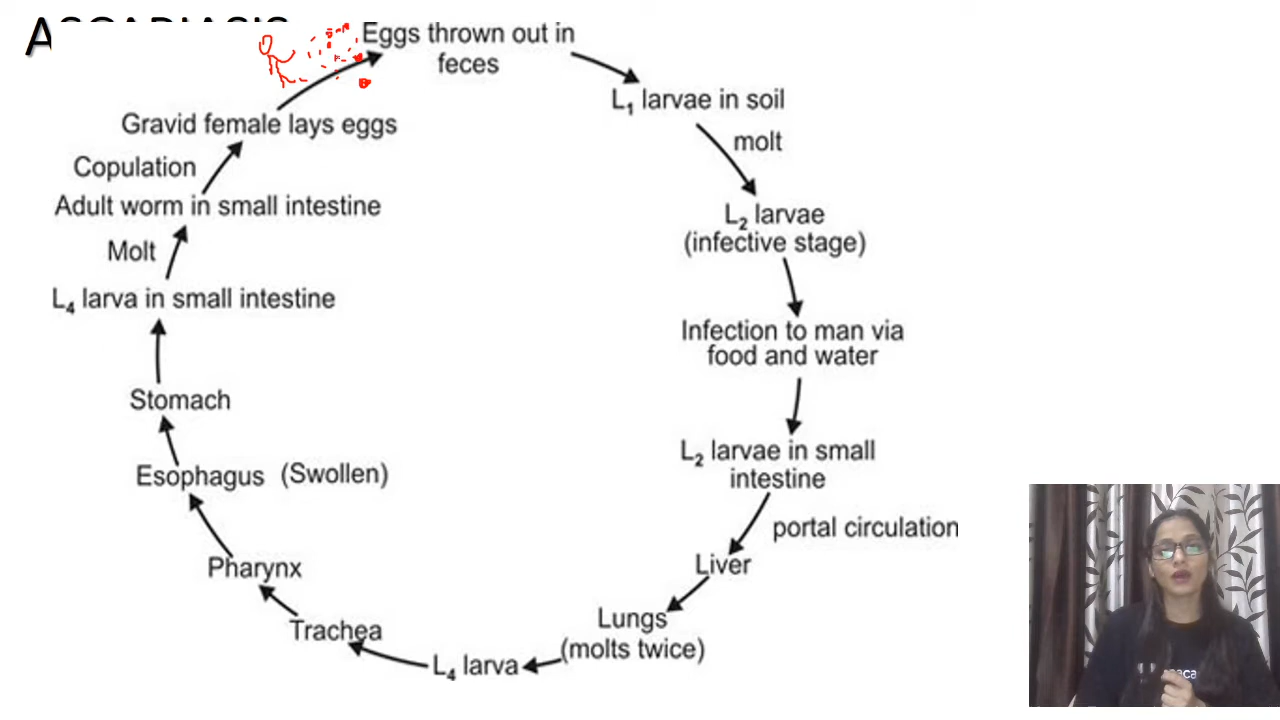 ASCARIASIS
Eggs thrown out in
feces
L₁ larvae in soil
molt
L₂ larvae
(infective stage)
Infection to man via
food and water
L₂ larvae in small
intestine
portal circulation
Liver
Lungs
(molts twice)
L₄ larva
Trachea
Pharynx
Esophagus (Swollen)
Stomach
L₄ larva in small intestine
Molt
Adult worm in small intestine
Copulation
Gravid female lays eggs